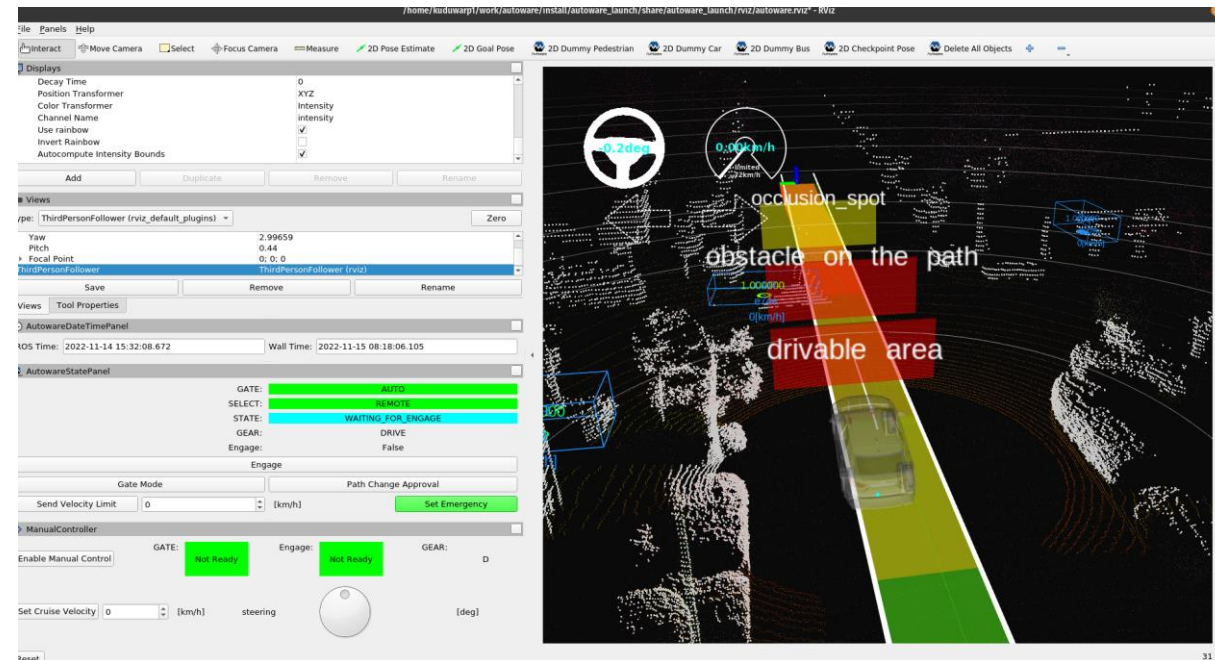 /home/kuduwarp1/work/autoware/install/autoware_launch/share/autoware_launch/rviz/autoware.rviz* - RViz
File Panels Help
Interact Move Camera Select Focus Camera Measure 2D Pose Estimate 2D Goal Pose 2D Dummy Pedestrian 2D Dummy Car 2D Dummy Bus 2D Checkpoint Pose Delete All Objects
Displays
Decay Time 0
Position Transformer XYZ
Color Transformer Intensity
Channel Name intensity
Use rainbow
Invert Rainbow
Autocompute Intensity Bounds
Add Duplicate Remove Rename
Views
Type: ThirdPersonFollower (rviz_default_plugins) Zero
Yaw 2.99659
Pitch 0.44
Focal Point 0; 0; 0
ThirdPersonFollower ThirdPersonFollower (rviz)
Save Remove Rename
Views Tool Properties
AutowareDateTimePanel
ROS Time: 2022-11-14 15:32:08.672 Wall Time: 2022-11-15 08:18:06.105
AutowareStatePanel
GATE: AUTO
SELECT: REMOTE
STATE: WAITING_FOR_ENGAGE
GEAR: DRIVE
Engage: False
Engage
Gate Mode Path Change Approval
Send Velocity Limit 0 [km/h] Set Emergency
ManualController
Enable Manual Control GATE: Not Ready Engage: Not Ready GEAR: D
Set Cruise Velocity 0 [km/h] steering [deg]
Reset
-0.2deg
0.00km/h
limited
occlusion_spot
obstacle on the path
1.000000
0[km/h]
drivable area
31